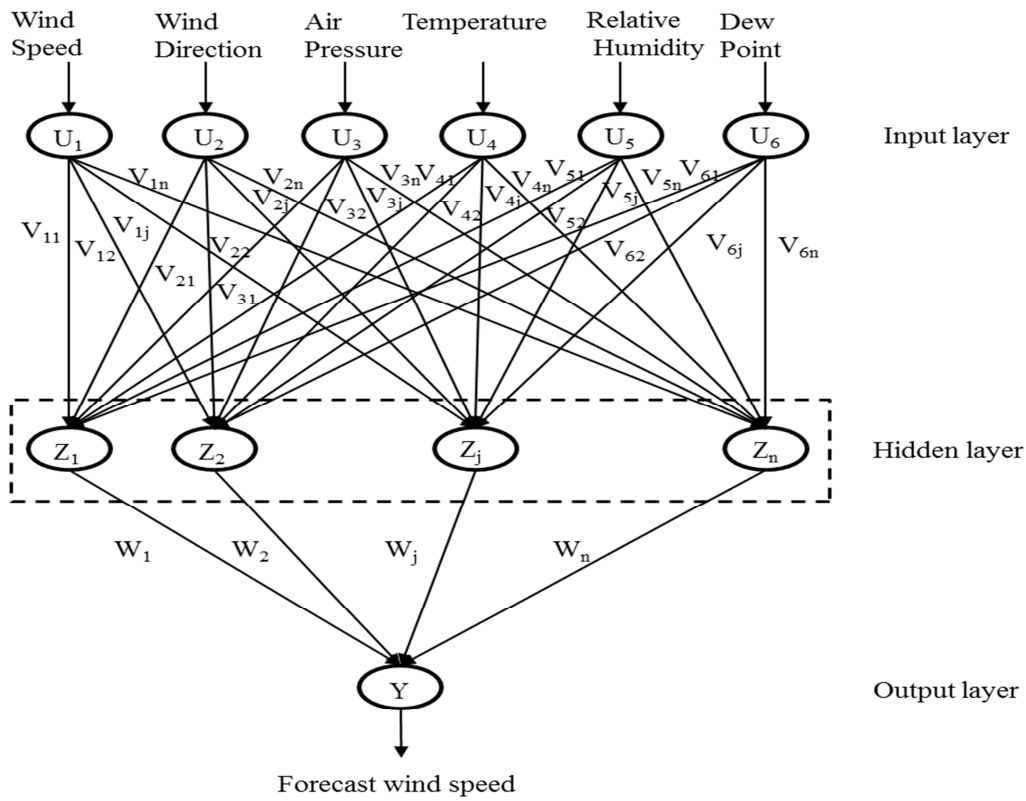 Wind Speed
Wind Direction
Air Pressure
Temperature
Relative Humidity
Dew Point
U1 U2 U3 U4 U5 U6
Input layer
V1n V2n V3n V41 V4n V51 V5n V61
V2j V32 V3j V42 V4j V52 V5j
V11 V12 V1j V22 V62 V6j V6n
V21 V31
Z1 Z2 Zj Zn
Hidden layer
W1 W2 Wj Wn
Y
Output layer
Forecast wind speed